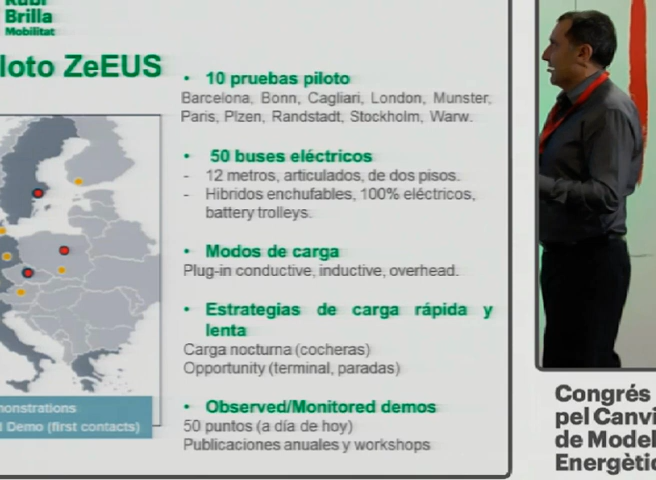 Rubí
Brilla
Mobilitat
loto ZeEUS
• 10 pruebas piloto
Barcelona, Bonn, Cagliari, London, Munster,
Paris, Plzen, Randstadt, Stockholm, Warw.
• 50 buses eléctricos
- 12 metros, articulados, de dos pisos.
- Hibridos enchufables, 100% eléctricos,
battery trolleys.
• Modos de carga
Plug-in conductive, inductive, overhead.
• Estrategias de carga rápida y
lenta
Carga nocturna (cocheras)
Opportunity (terminal, paradas)
• Observed/Monitored demos
50 puntos (a día de hoy)
Publicaciones anuales y workshops
monstrations
d Demo (first contacts)
Congrés
pel Canvi
de Model
Energètic